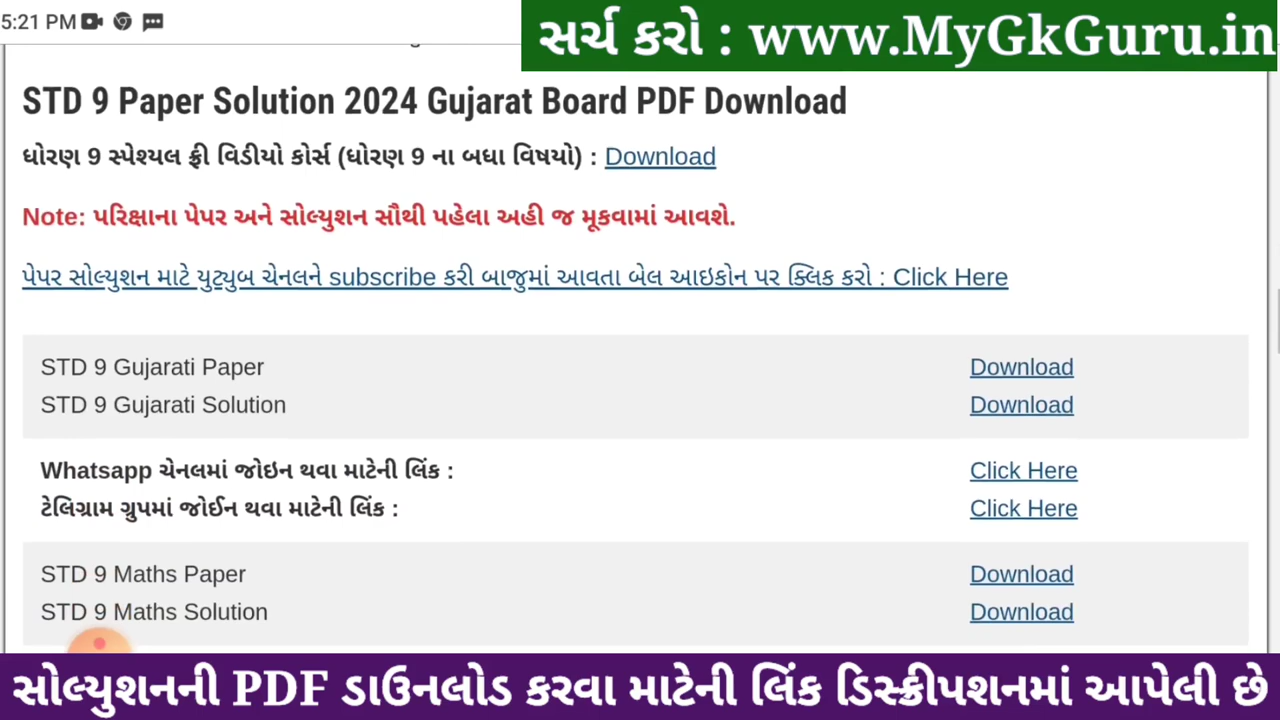 5:21 PM
સર્ચ કરો : www.MyGkGuru.in
STD 9 Paper Solution 2024 Gujarat Board PDF Download
ધોરણ 9 સ્પેશ્યલ ફ્રી વિડીયો કોર્સ (ધોરણ 9 ના બધા વિષયો) : Download
Note: પરિક્ષાના પેપર અને સોલ્યુશન સૌથી પહેલા અહી જ મૂકવામાં આવશે.
પેપર સોલ્યુશન માટે યુટ્યુબ ચેનલને subscribe કરી બાજુમાં આવતા બેલ આઇકોન પર ક્લિક કરો : Click Here
STD 9 Gujarati Paper Download
STD 9 Gujarati Solution Download
Whatsapp ચેનલમાં જોઇન થવા માટેની લિંક : Click Here
ટેલિગ્રામ ગ્રુપમાં જોઈન થવા માટેની લિંક : Click Here
STD 9 Maths Paper Download
STD 9 Maths Solution Download
સોલ્યુશનની PDF ડાઉનલોડ કરવા માટેની લિંક ડિસ્ક્રીપશનમાં આપેલી છે